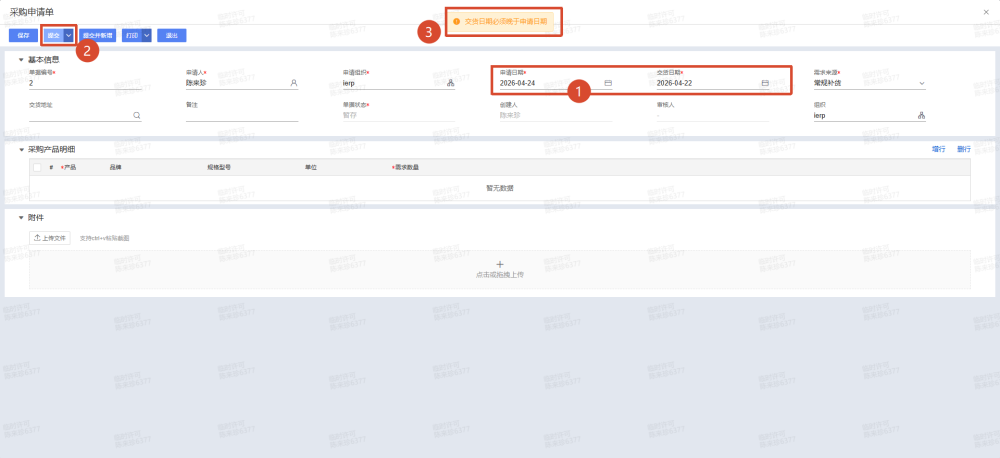 采购申请单
×
交货日期必须晚于申请日期
3
保存 提交 提交并新增 打印 退出
2
基本信息
单据编号* 申请人* 申请组织* 申请日期* 交货日期* 需求来源*
2 陈来珍 ierp 2026-04-24 2026-04-22 常规补货
1
交货地址 备注 单据状态* 创建人 审核人 组织
暂存 陈来珍 - ierp
采购产品明细 增行 删行
# *产品 品牌 规格型号 单位 *需求数量
暂无数据
附件
上传文件 支持ctrl+v粘贴截图
点击或拖拽上传